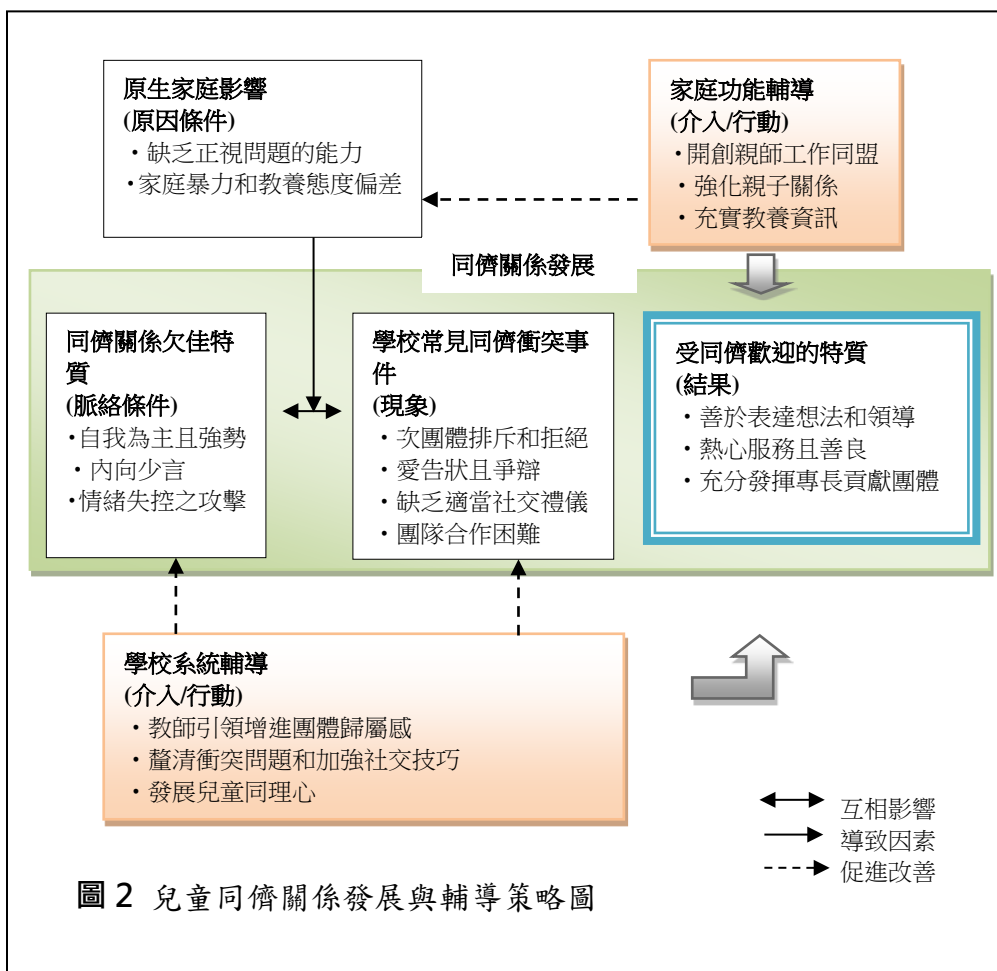 原生家庭影響
(原因條件)
・缺乏正視問題的能力
・家庭暴力和教養態度偏差
家庭功能輔導
(介入/行動)
・開創親師工作同盟
・強化親子關係
・充實教養資訊
同儕關係發展
同儕關係欠佳特
質
(脈絡條件)
・自我為主且強勢
・內向少言
・情緒失控之攻擊
學校常見同儕衝突事
件
(現象)
・次團體排斥和拒絕
・愛告狀且爭辯
・缺乏適當社交禮儀
・團隊合作困難
受同儕歡迎的特質
(結果)
・善於表達想法和領導
・熱心服務且善良
・充分發揮專長貢獻團體
學校系統輔導
(介入/行動)
・教師引領增進團體歸屬感
・釐清衝突問題和加強社交技巧
・發展兒童同理心
互相影響
導致因素
促進改善
圖 2 兒童同儕關係發展與輔導策略圖